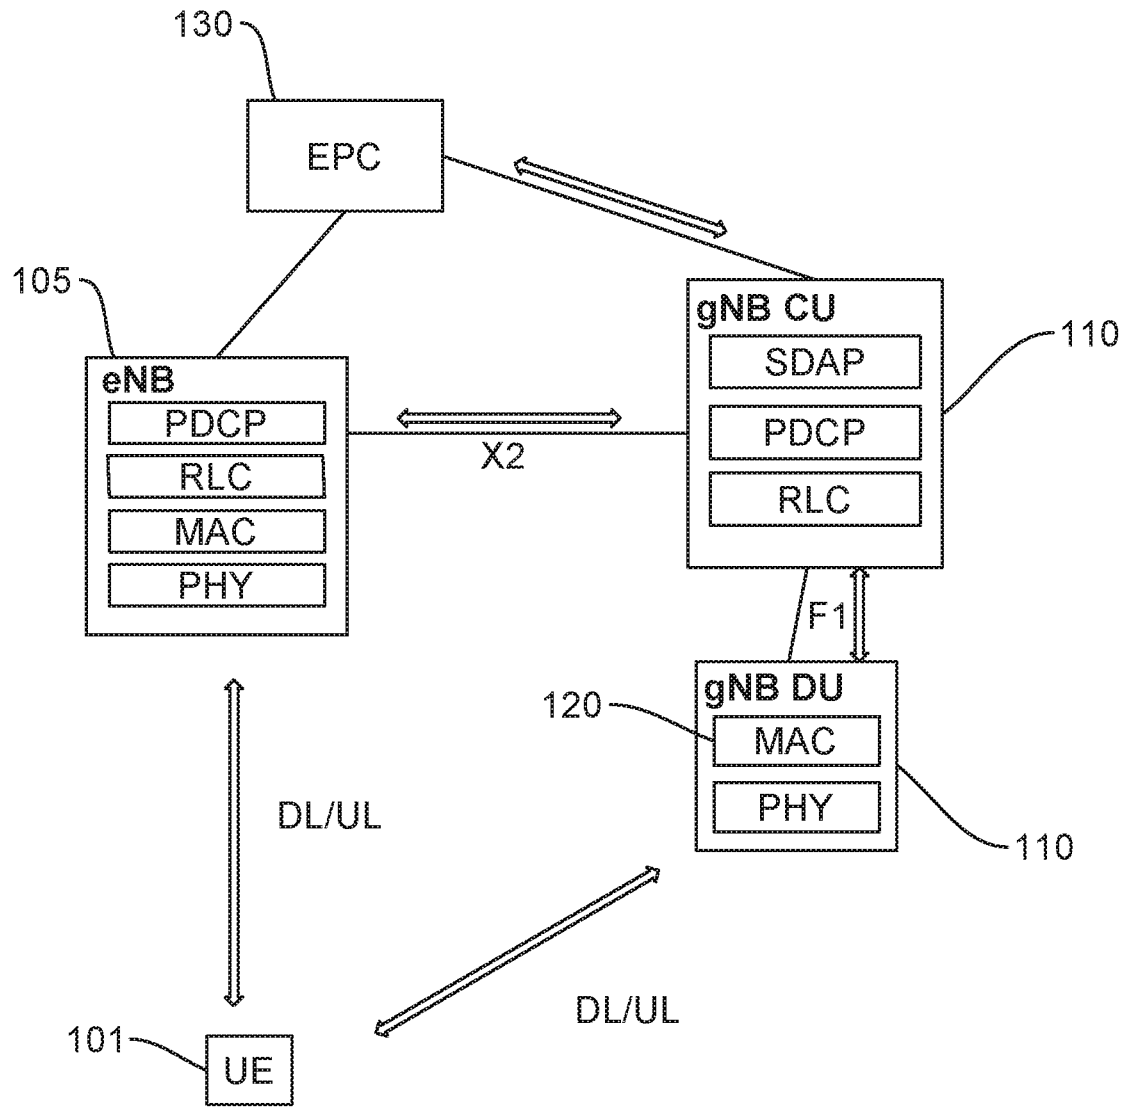 130
EPC
105
eNB
PDCP
RLC
MAC
PHY
X2
gNB CU
SDAP
PDCP
RLC
110
F1
gNB DU
120
MAC
PHY
110
DL/UL
DL/UL
101
UE